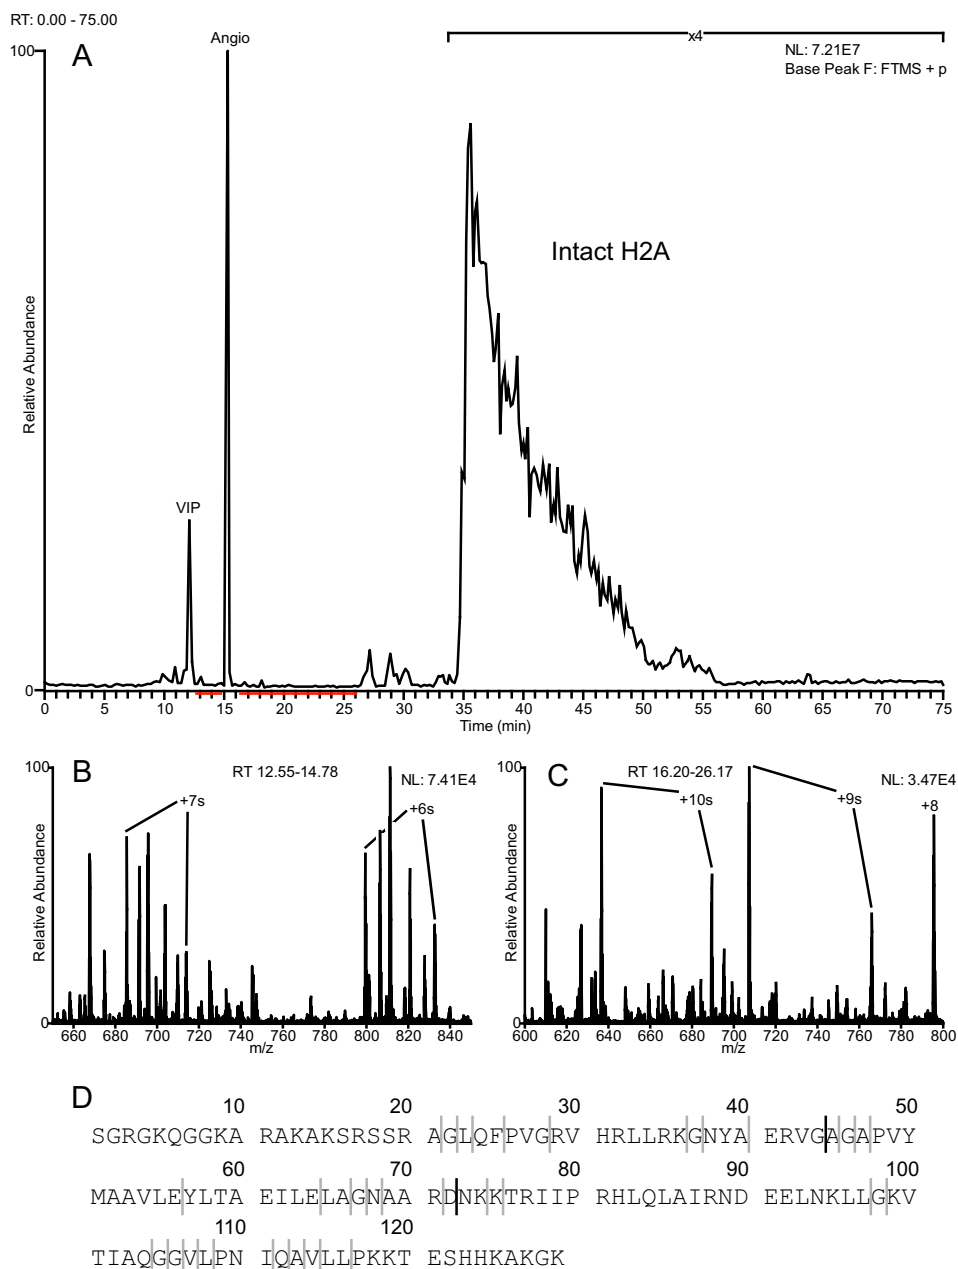 RT: 0.00 - 75.00
A
Angio
x4
NL: 7.21E7
Base Peak F: FTMS + p
100
Intact H2A
VIP
Relative Abundance
0
0 5 10 15 20 25 30 35 40 45 50 55 60 65 70 75
Time (min)
B
100
RT 12.55-14.78
NL: 7.41E4
+7s
+6s
Relative Abundance
0
660 680 700 720 740 760 780 800 820 840
m/z
C
100
RT 16.20-26.17
NL: 3.47E4
+10s
+9s
+8
Relative Abundance
0
600 620 640 660 680 700 720 740 760 780 800
m/z
D
10 20 30 40 50
SGRGKQGGKA RAKAKSRSSR AGLQFPVGRV HRLLRKGNYA ERVGAGAPVY
60 70 80 90 100
MAAVLEYLTA EILELAGNAA RDNKKTRIIP RHLQLAIRND EELNKLLGKV
110 120
TIAQGGVLPN IQAVLLPKKT ESHHKAKGK